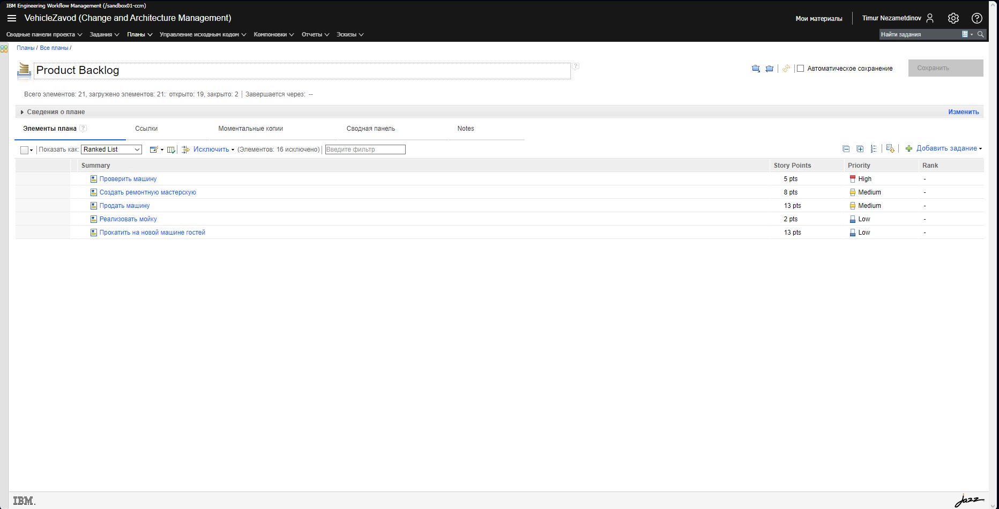 IBM Engineering Workflow Management (/sandbox01-ccm)
VehicleZavod (Change and Architecture Management)
Мои материалы
Timur Nezametdinov
Сводные панели проекта Задания Планы Управление исходным кодом Компоновки Отчеты Эскизы
Найти задания
Планы / Все планы /
Product Backlog
?
Автоматическое сохранение
Сохранить
Всего элементов: 21, загружено элементов: 21: открыто: 19, закрыто: 2 | Завершается через: --
Сведения о плане
Изменить
Элементы плана ? Ссылки Моментальные копии Сводная панель Notes
Показать как: Ranked List Исключить (Элементов: 16 исключено) Введите фильтр
Добавить задание
Summary Story Points Priority Rank
Проверить машину 5 pts High -
Создать ремонтную мастерскую 8 pts Medium -
Продать машину 13 pts Medium -
Реализовать мойку 2 pts Low -
Прокатить на новой машине гостей 13 pts Low -
IBM.
jazz